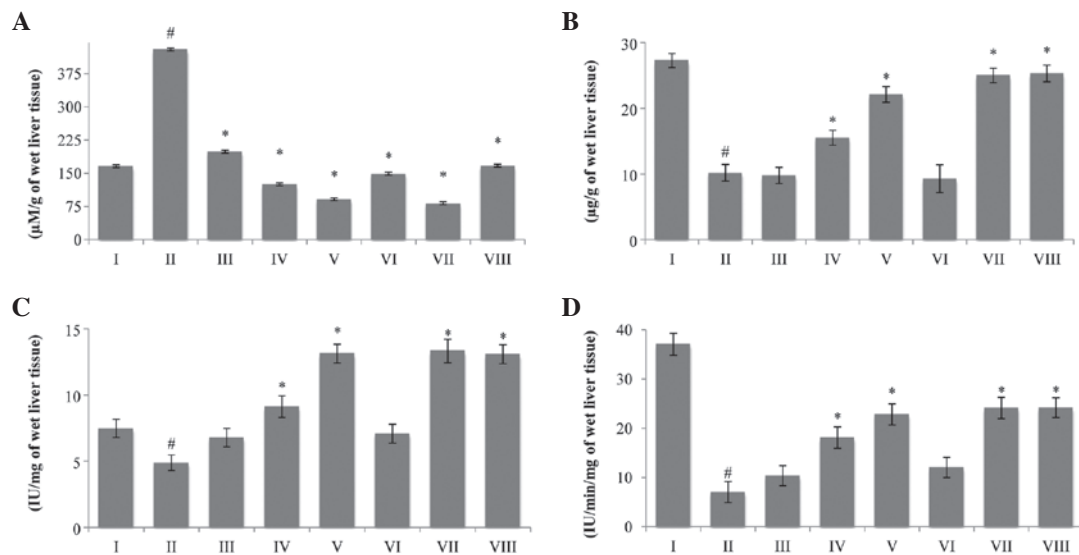 A
(μM/g of wet liver tissue)
#
* * * * * *
375
300
225
150
75
0
I II III IV V VI VII VIII
B
(μg/g of wet liver tissue)
30
20
10
0
#
* * * *
I II III IV V VI VII VIII
C
(IU/mg of wet liver tissue)
15
10
5
0
#
* * * *
I II III IV V VI VII VIII
D
(IU/min/mg of wet liver tissue)
40
30
20
10
0
#
* * * *
I II III IV V VI VII VIII